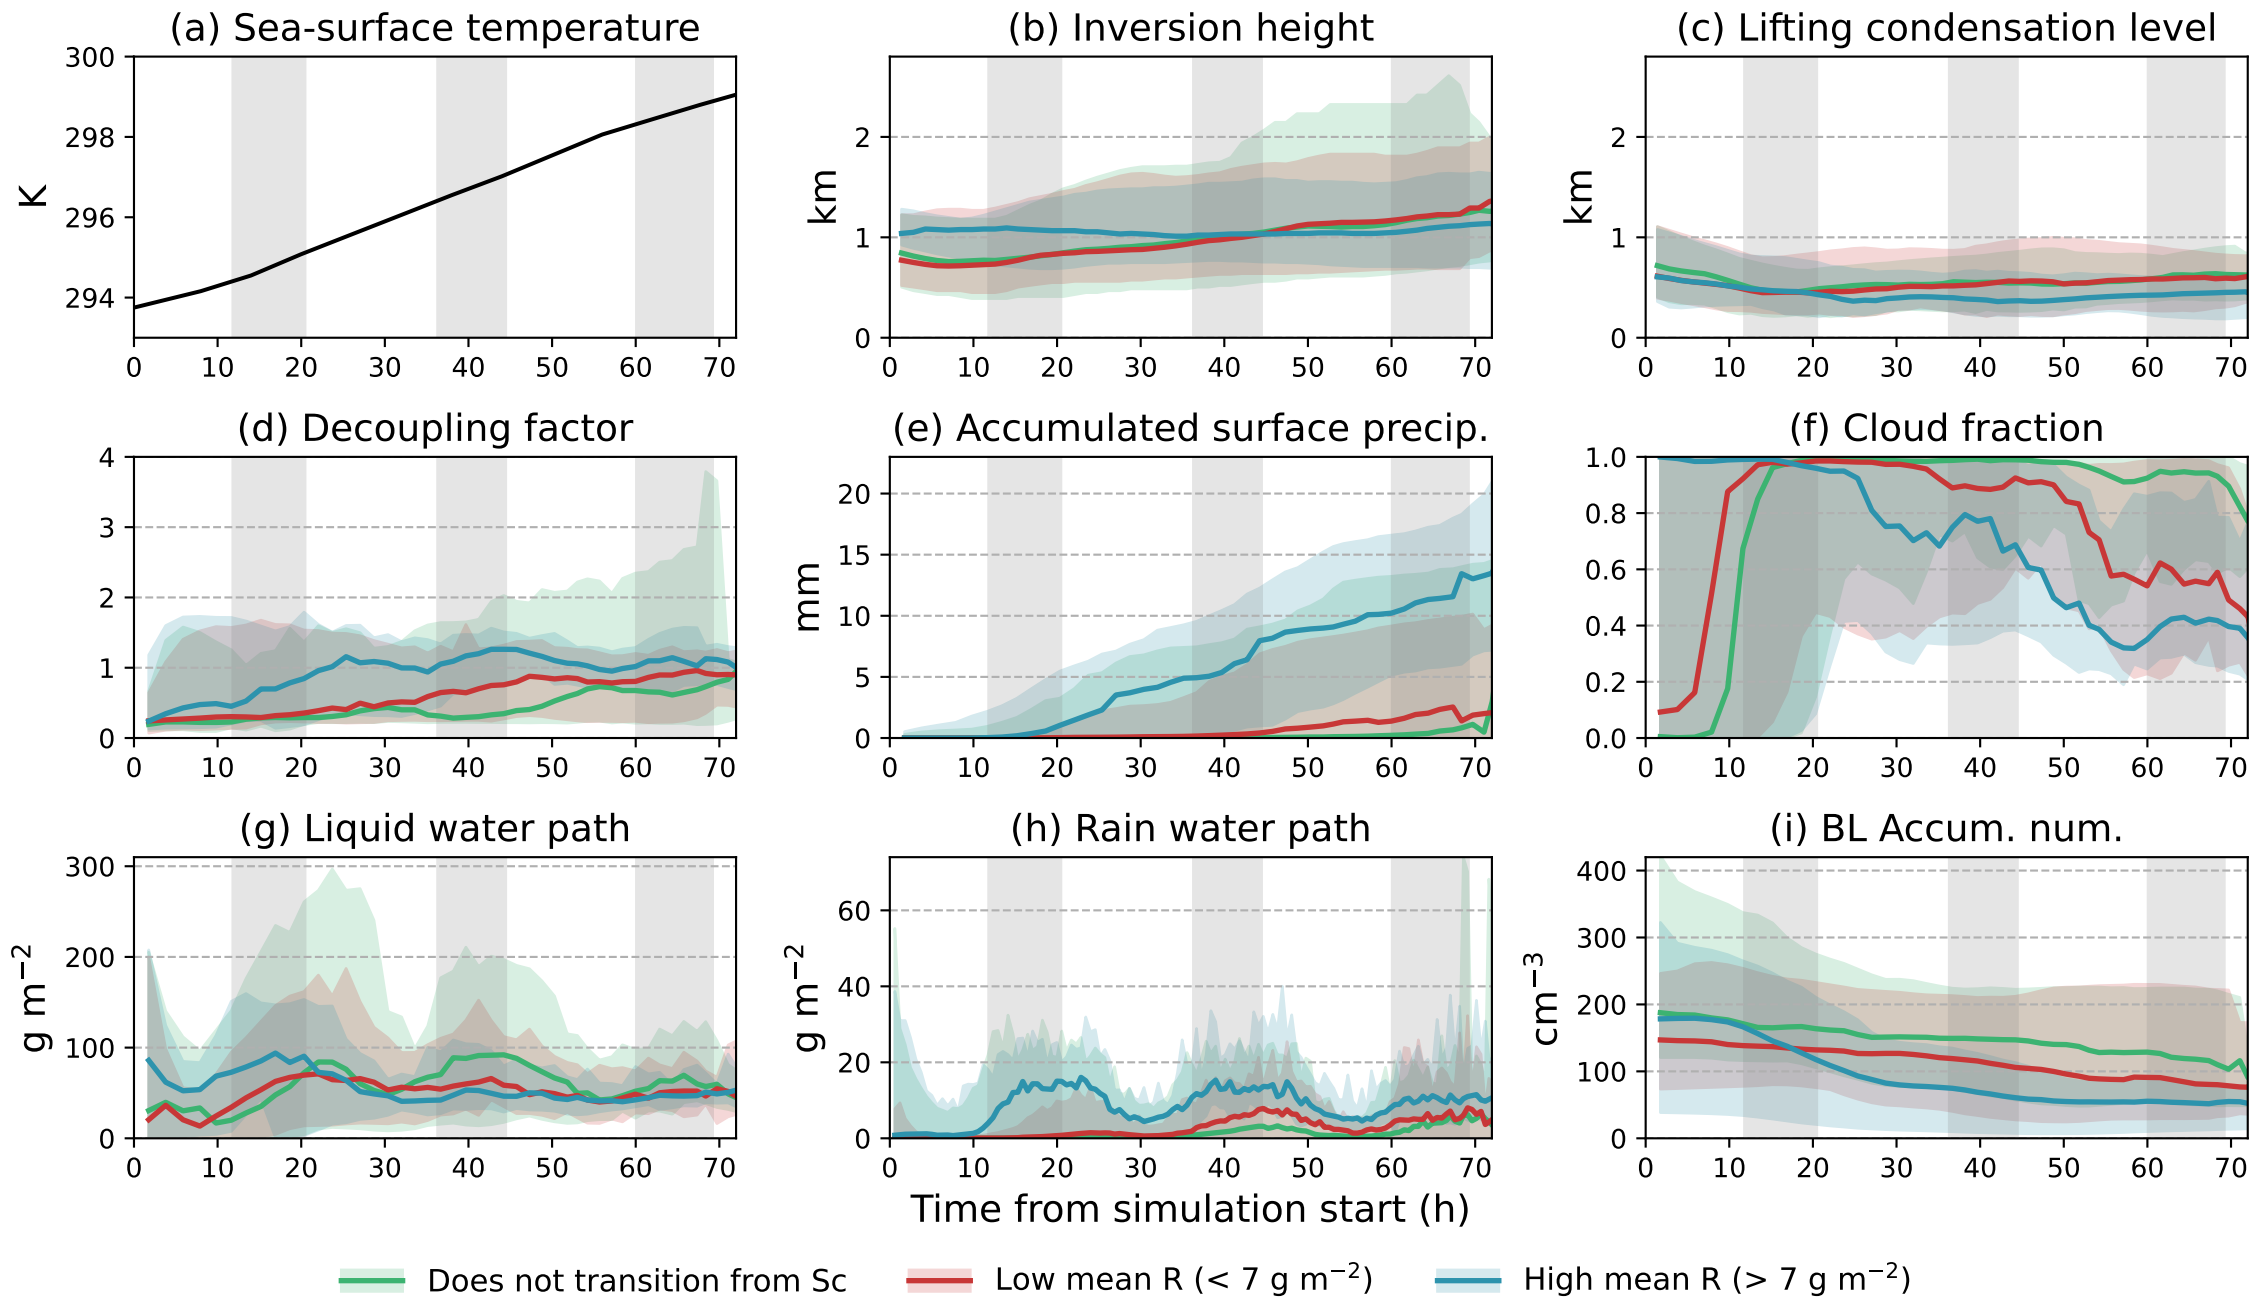 (a) Sea-surface temperature
(b) Inversion height
(c) Lifting condensation level
300
298
296
294
K
0 10 20 30 40 50 60 70
2
1
0
km
0 10 20 30 40 50 60 70
2
1
0
km
0 10 20 30 40 50 60 70
(d) Decoupling factor
(e) Accumulated surface precip.
(f) Cloud fraction
4
3
2
1
0
0 10 20 30 40 50 60 70
20
15
10
5
0
mm
0 10 20 30 40 50 60 70
1.0
0.8
0.6
0.4
0.2
0.0
0 10 20 30 40 50 60 70
(g) Liquid water path
(h) Rain water path
(i) BL Accum. num.
300
200
100
0
g m⁻²
0 10 20 30 40 50 60 70
60
40
20
0
g m⁻²
0 10 20 30 40 50 60 70
400
300
200
100
0
cm⁻³
0 10 20 30 40 50 60 70
Time from simulation start (h)
Does not transition from Sc
Low mean R (< 7 g m⁻²)
High mean R (> 7 g m⁻²)